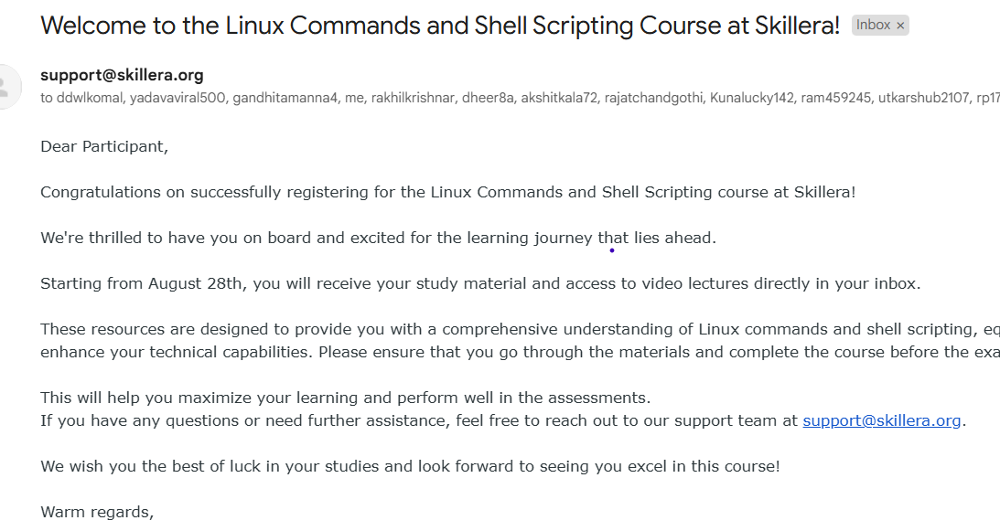 Welcome to the Linux Commands and Shell Scripting Course at Skillera! Inbox ×
support@skillera.org
to ddwlkomal, yadavaviral500, gandhitamanna4, me, rakhilkrishnar, dheer8a, akshitkala72, rajatchandgothi, Kunalucky142, ram459245, utkarshub2107, rp17
Dear Participant,
Congratulations on successfully registering for the Linux Commands and Shell Scripting course at Skillera!
We're thrilled to have you on board and excited for the learning journey that lies ahead.
Starting from August 28th, you will receive your study material and access to video lectures directly in your inbox.
These resources are designed to provide you with a comprehensive understanding of Linux commands and shell scripting, eq
enhance your technical capabilities. Please ensure that you go through the materials and complete the course before the exa
This will help you maximize your learning and perform well in the assessments.
If you have any questions or need further assistance, feel free to reach out to our support team at support@skillera.org.
We wish you the best of luck in your studies and look forward to seeing you excel in this course!
Warm regards,